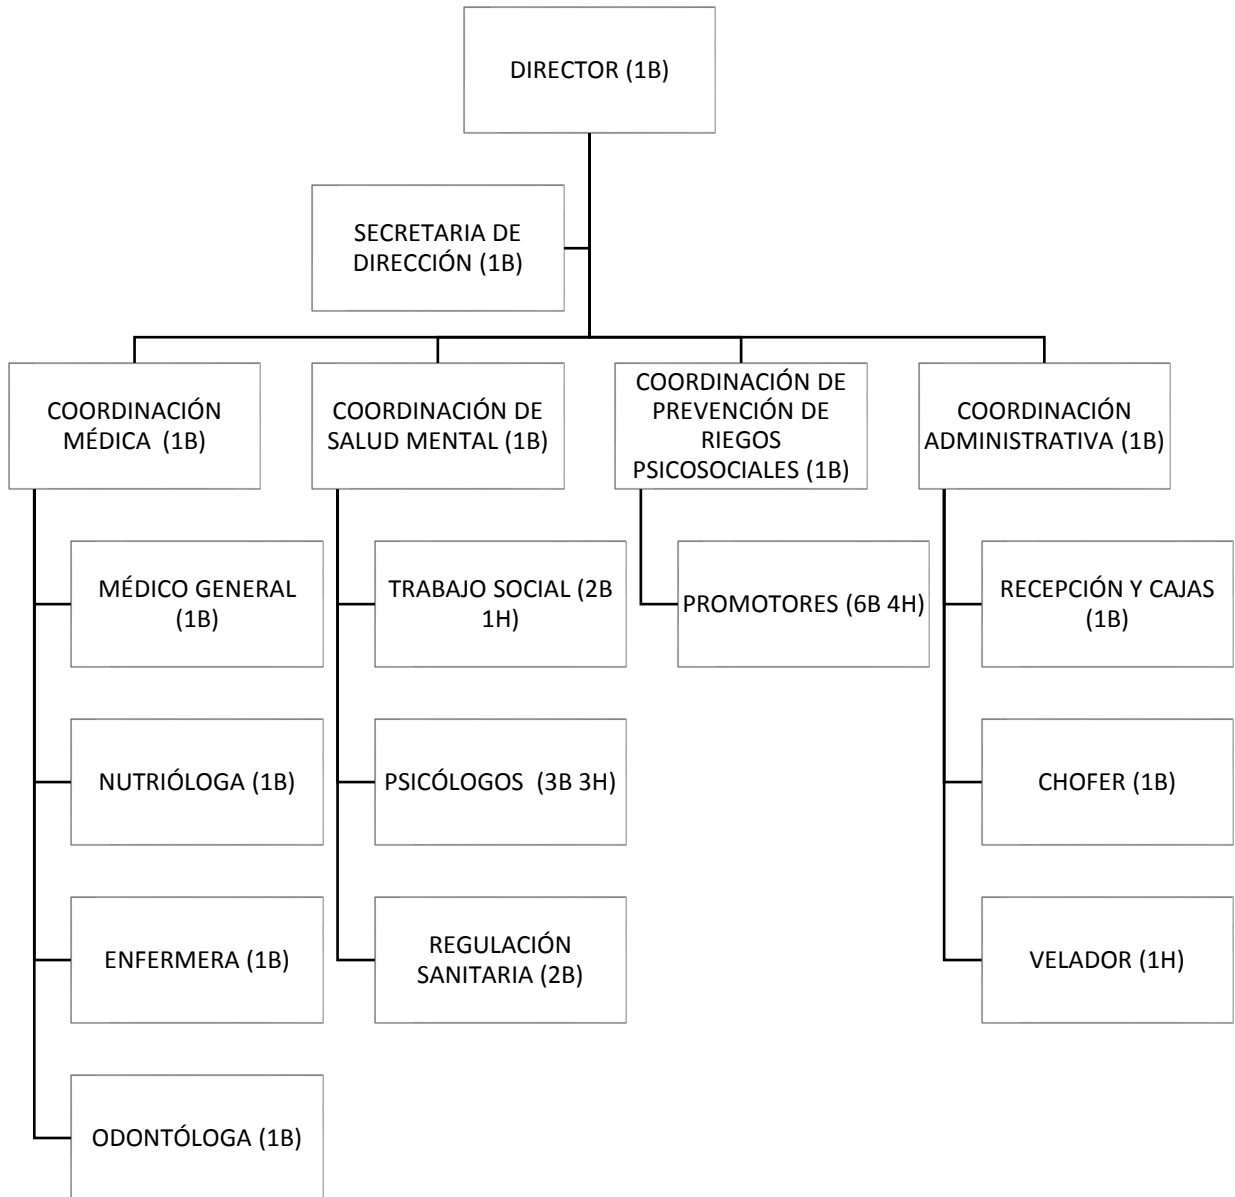 DIRECTOR (1B)
SECRETARIA DE
DIRECCIÓN (1B)
COORDINACIÓN
MÉDICA (1B)
COORDINACIÓN DE
SALUD MENTAL (1B)
COORDINACIÓN DE
PREVENCIÓN DE
RIEGOS
PSICOSOCIALES (1B)
COORDINACIÓN
ADMINISTRATIVA (1B)
MÉDICO GENERAL
(1B)
TRABAJO SOCIAL (2B
1H)
PROMOTORES (6B 4H)
RECEPCIÓN Y CAJAS
(1B)
NUTRIÓLOGA (1B)
PSICÓLOGOS (3B 3H)
CHOFER (1B)
ENFERMERA (1B)
REGULACIÓN
SANITARIA (2B)
VELADOR (1H)
ODONTÓLOGA (1B)